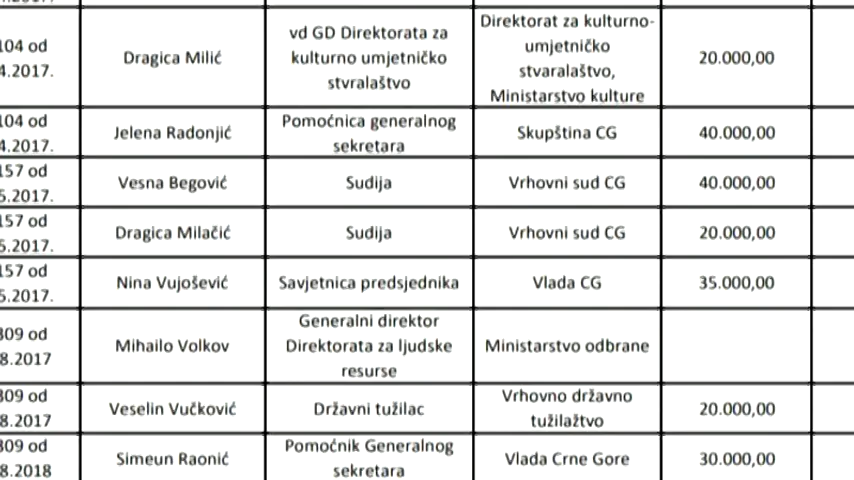 104 od
4.2017.
Dragica Milić
vd GD Direktorata za
kulturno umjetničko
stvralaštvo
Direktorat za kulturno-
umjetničko
stvaralaštvo,
Ministarstvo kulture
20.000,00
104 od
4.2017.
Jelena Radonjić
Pomoćnica generalnog
sekretara
Skupština CG
40.000,00
157 od
5.2017.
Vesna Begović
Sudija
Vrhovni sud CG
40.000,00
157 od
5.2017.
Dragica Milačić
Sudija
Vrhovni sud CG
20.000,00
157 od
5.2017.
Nina Vujošević
Savjetnica predsjednika
Vlada CG
35.000,00
309 od
8.2017
Mihailo Volkov
Generalni direktor
Direktorata za ljudske
resurse
Ministarstvo odbrane
309 od
8.2017
Veselin Vučković
Državni tužilac
Vrhovno državno
tužilažtvo
20.000,00
309 od
8.2018
Simeun Raonić
Pomoćnik Generalnog
sekretara
Vlada Crne Gore
30.000,00